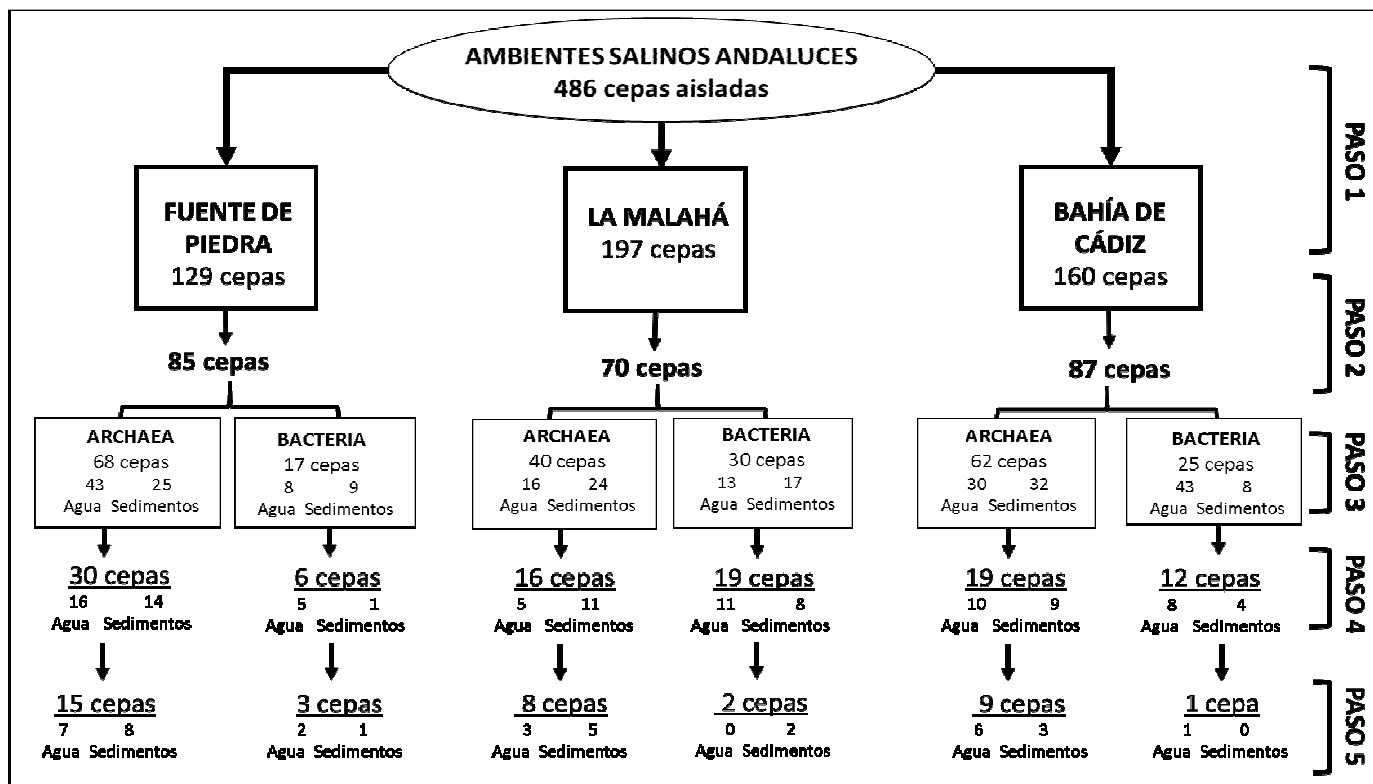 AMBIENTES SALINOS ANDALUCES
486 cepas aisladas
PASO 1
FUENTE DE
PIEDRA
129 cepas
LA MALAHÁ
197 cepas
BAHÍA DE
CÁDIZ
160 cepas
PASO 2
85 cepas
70 cepas
87 cepas
PASO 3
ARCHAEA
68 cepas
43 25
Agua Sedimentos
BACTERIA
17 cepas
8 9
Agua Sedimentos
ARCHAEA
40 cepas
16 24
Agua Sedimentos
BACTERIA
30 cepas
13 17
Agua Sedimentos
ARCHAEA
62 cepas
30 32
Agua Sedimentos
BACTERIA
25 cepas
43 8
Agua Sedimentos
PASO 4
30 cepas
16 14
Agua Sedimentos
6 cepas
5 1
Agua Sedimentos
16 cepas
5 11
Agua Sedimentos
19 cepas
11 8
Agua Sedimentos
19 cepas
10 9
Agua Sedimentos
12 cepas
8 4
Agua Sedimentos
PASO 5
15 cepas
7 8
Agua Sedimentos
3 cepas
2 1
Agua Sedimentos
8 cepas
3 5
Agua Sedimentos
2 cepas
0 2
Agua Sedimentos
9 cepas
6 3
Agua Sedimentos
1 cepa
1 0
Agua Sedimentos